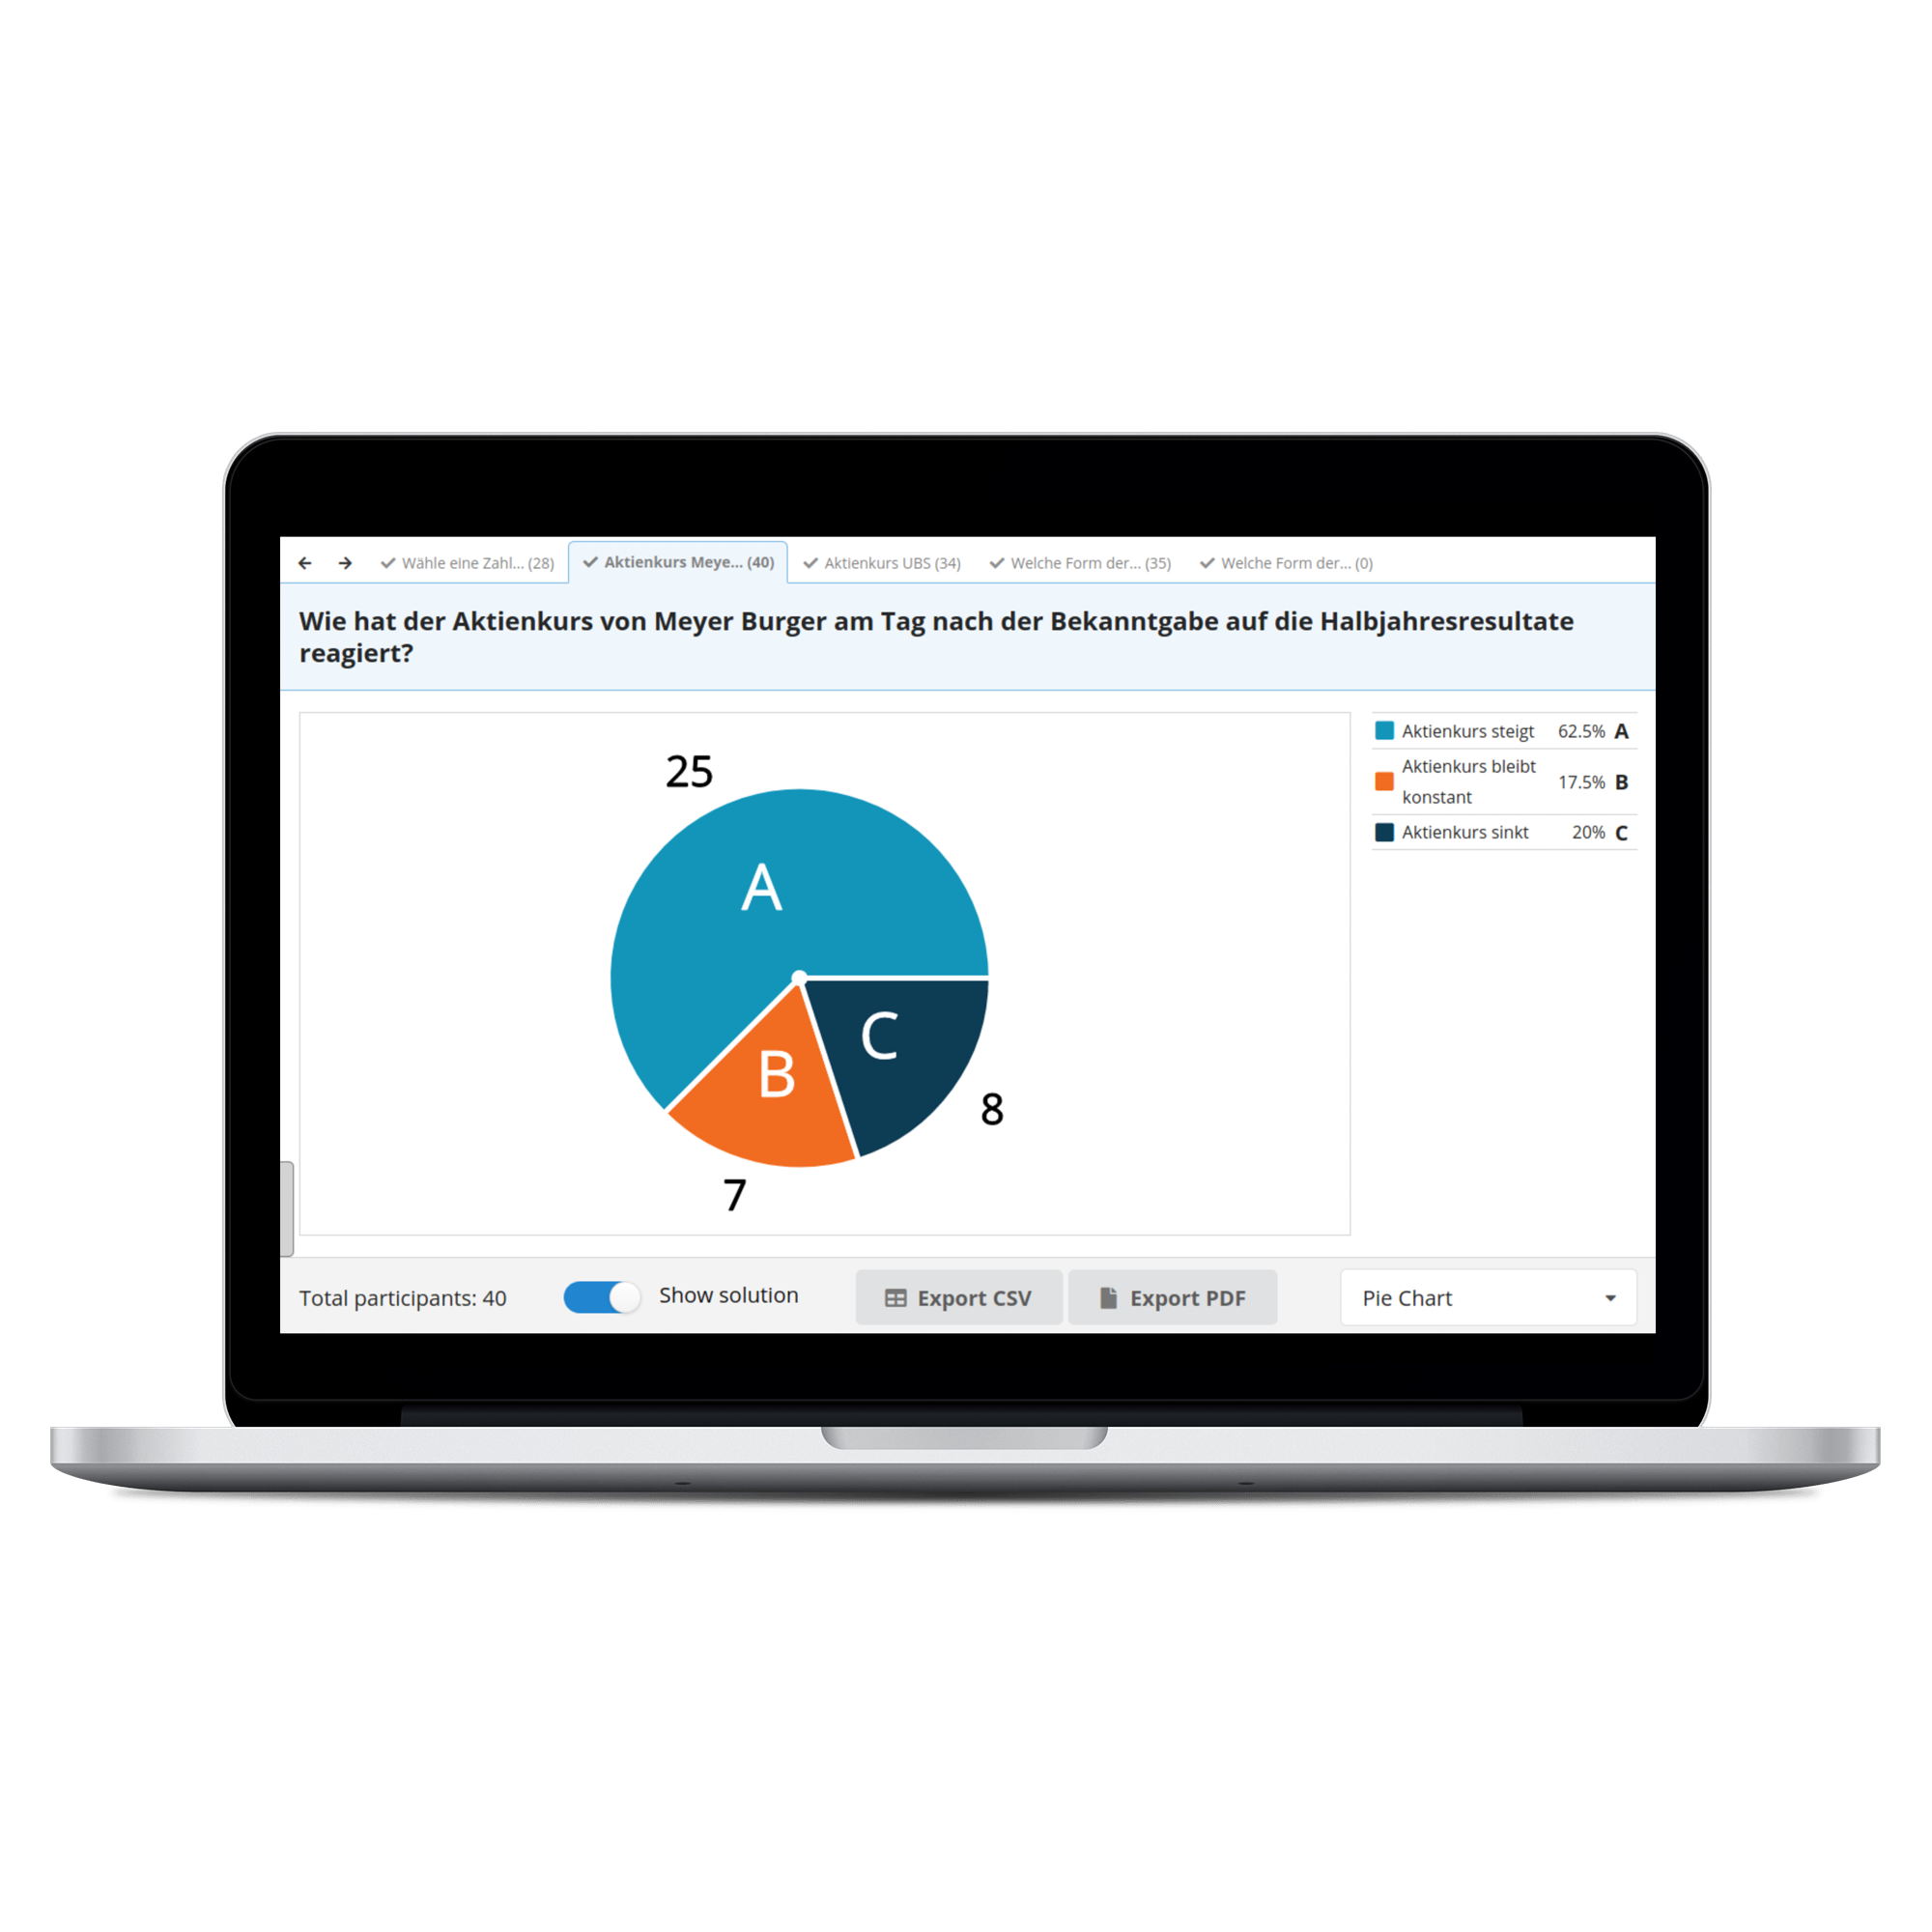 Wähle eine Zahl... (28) Aktienkurs Meye... (40) Aktienkurs UBS (34) Welche Form der... (35) Welche Form der... (0)
Wie hat der Aktienkurs von Meyer Burger am Tag nach der Bekanntgabe auf die Halbjahresresultate
reagiert?
25
A
B
C
8
7
Aktienkurs steigt 62.5% A
Aktienkurs bleibt
konstant 17.5% B
Aktienkurs sinkt 20% C
Total participants: 40 Show solution Export CSV Export PDF Pie Chart